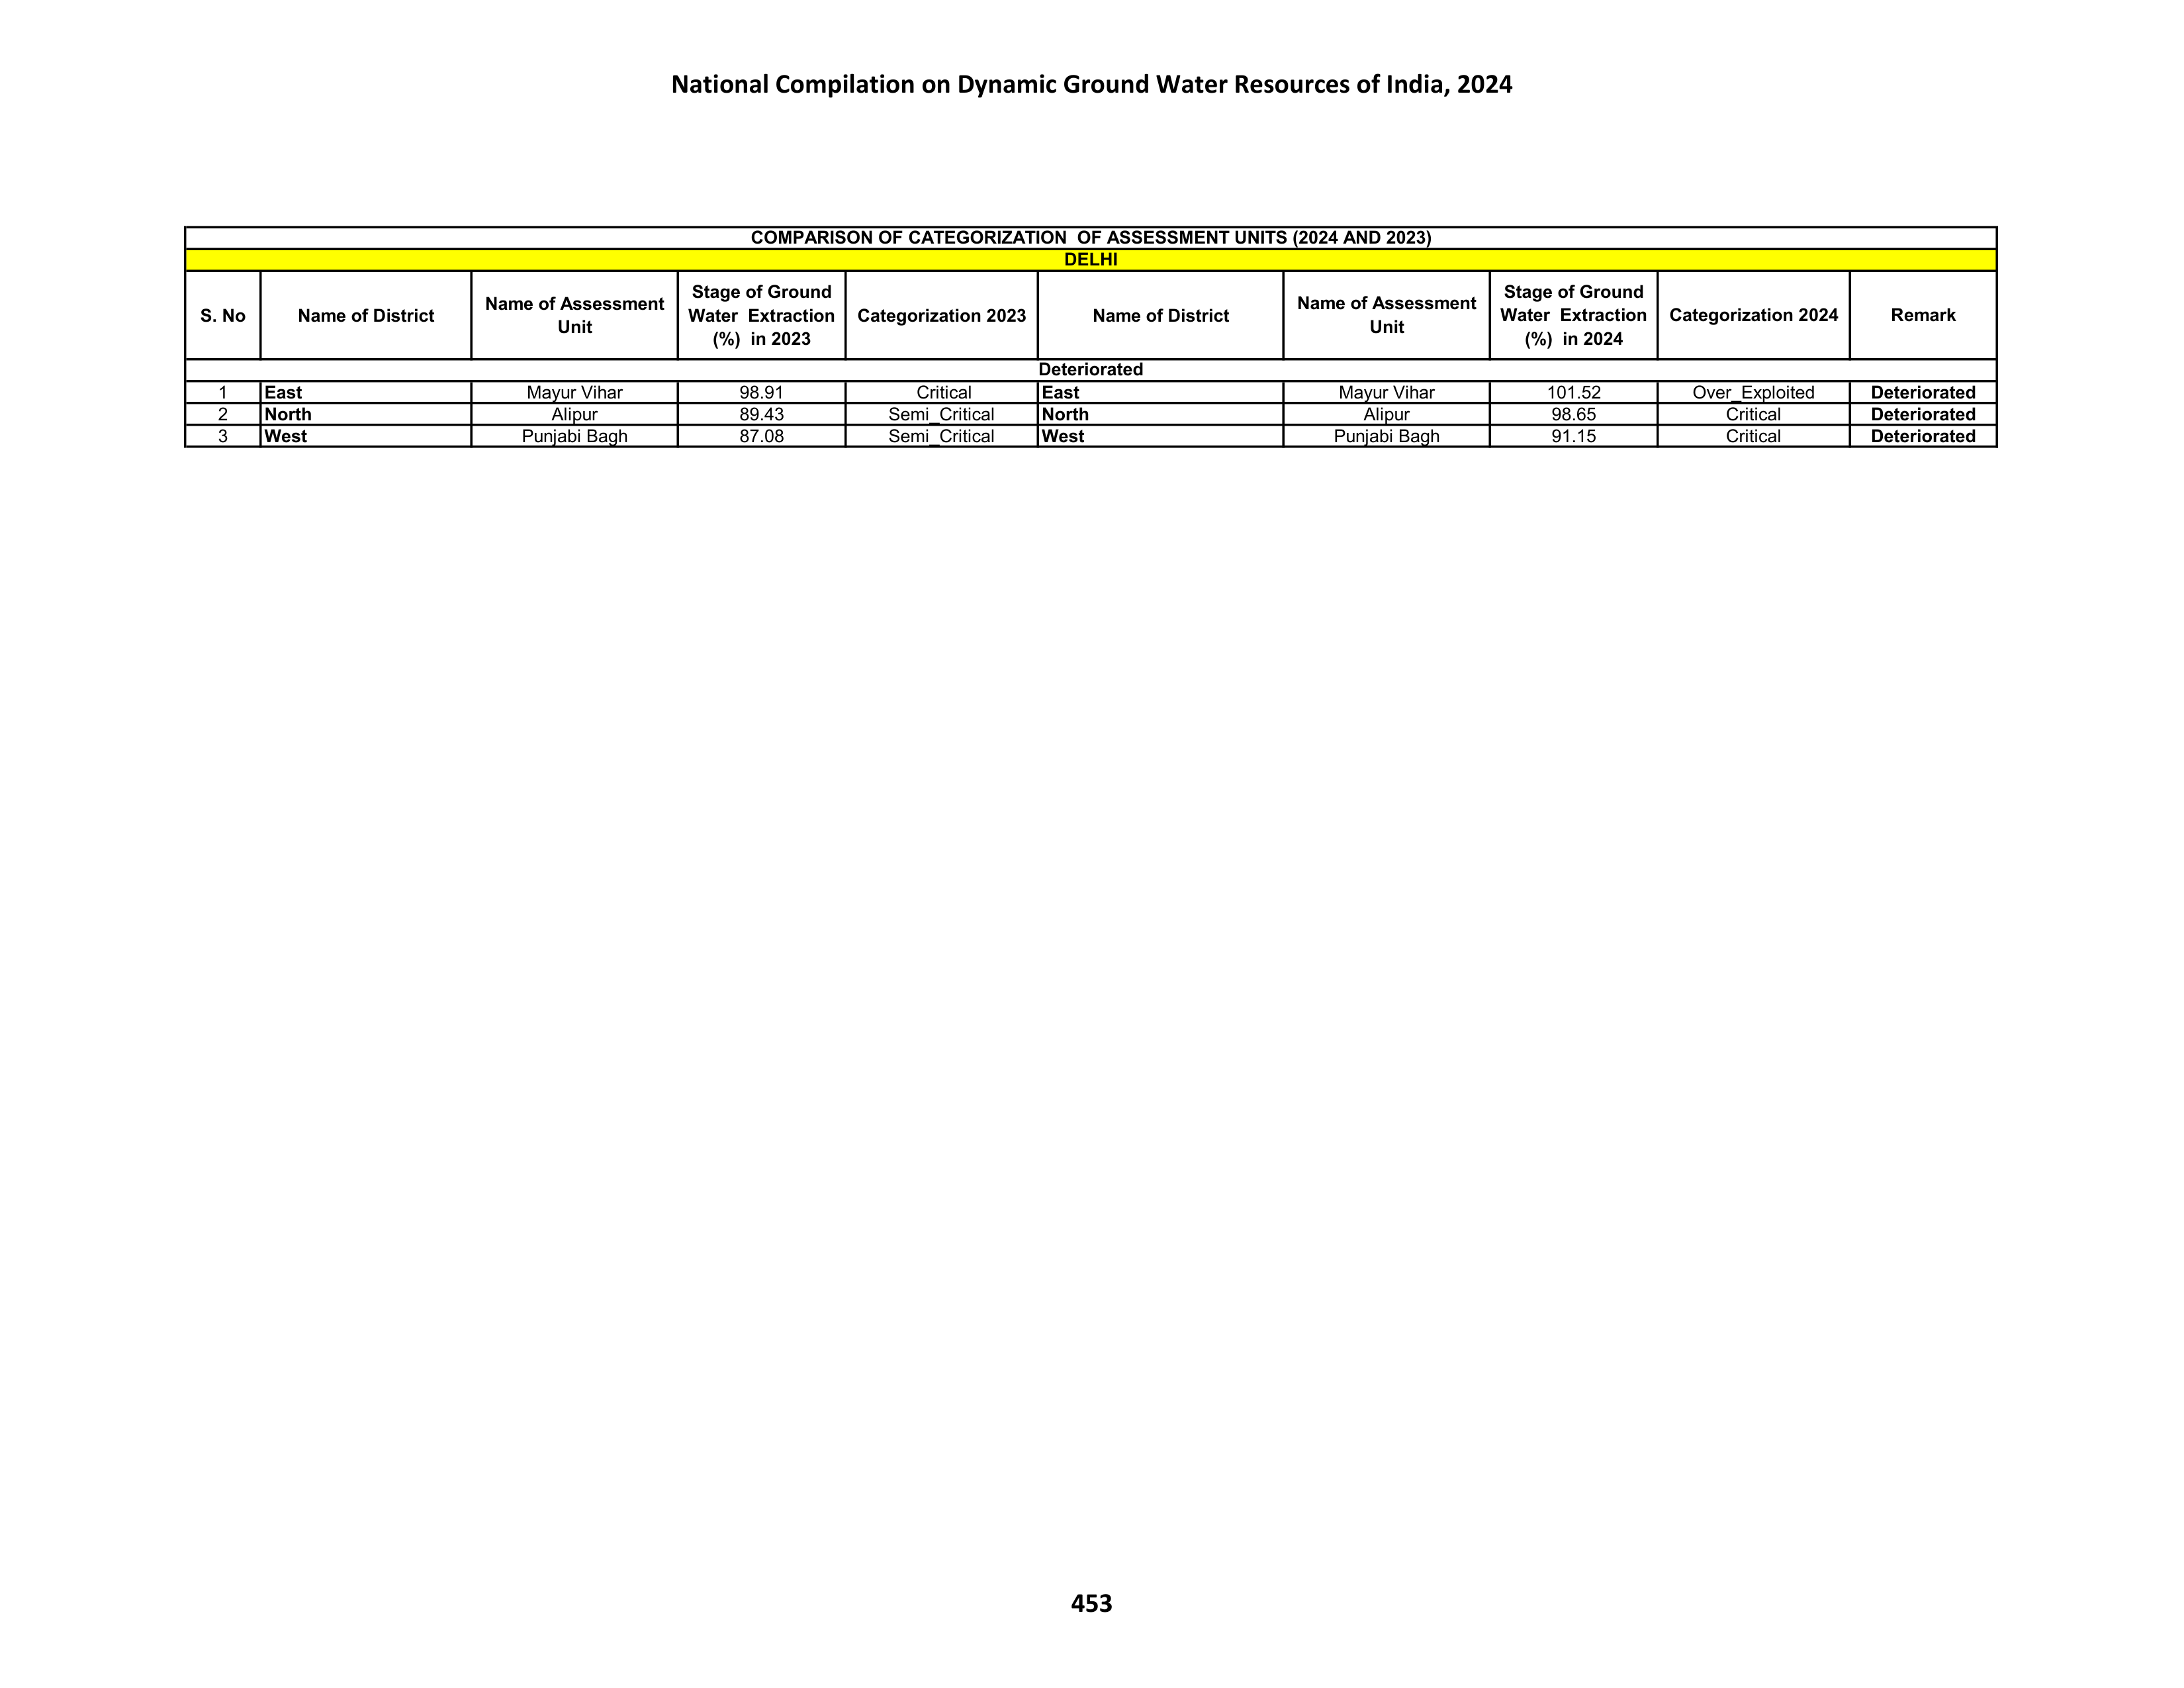 National Compilation on Dynamic Ground Water Resources of India, 2024
COMPARISON OF CATEGORIZATION OF ASSESSMENT UNITS (2024 AND 2023)
DELHI
S. No | Name of District | Name of Assessment Unit | Stage of Ground Water Extraction (%) in 2023 | Categorization 2023 | Name of District | Name of Assessment Unit | Stage of Ground Water Extraction (%) in 2024 | Categorization 2024 | Remark
Deteriorated
1 | East | Mayur Vihar | 98.91 | Critical | East | Mayur Vihar | 101.52 | Over_Exploited | Deteriorated
2 | North | Alipur | 89.43 | Semi_Critical | North | Alipur | 98.65 | Critical | Deteriorated
3 | West | Punjabi Bagh | 87.08 | Semi_Critical | West | Punjabi Bagh | 91.15 | Critical | Deteriorated
453